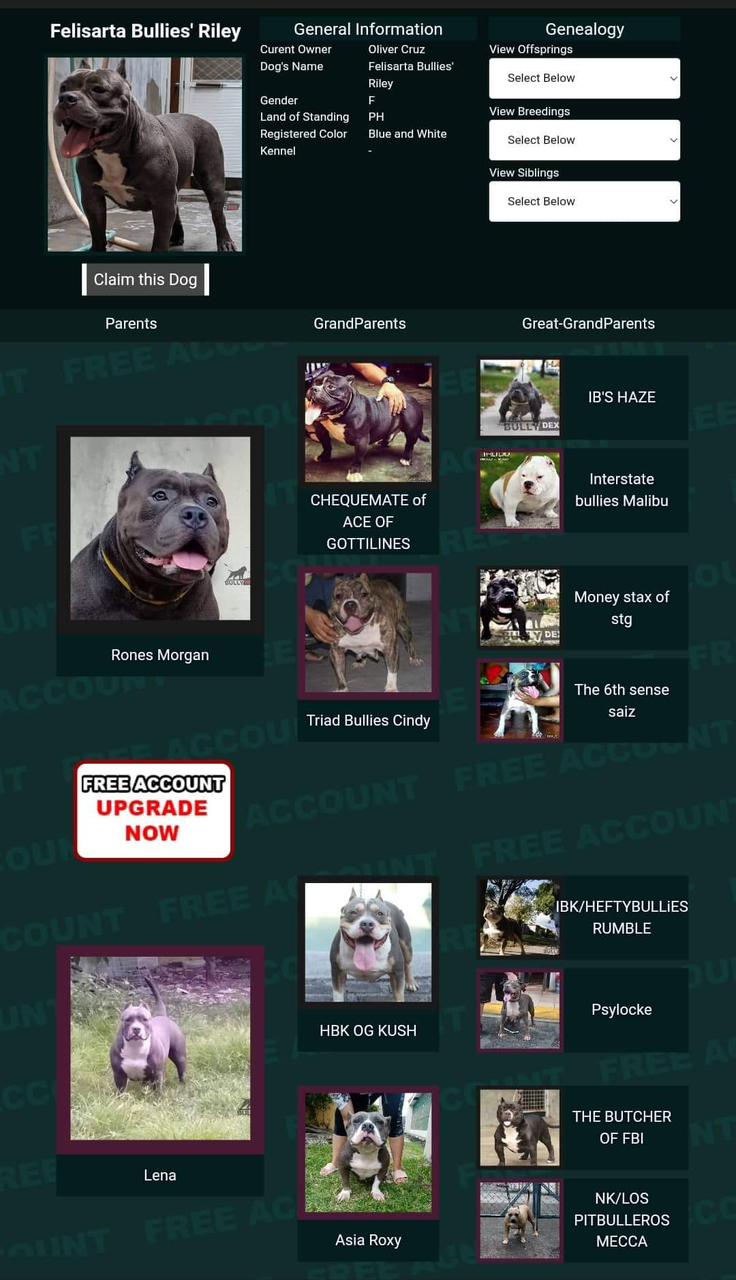 Felisarta Bullies' Riley
Claim this Dog
General Information
Curent Owner Oliver Cruz
Dog's Name Felisarta Bullies'
Riley
Gender F
Land of Standing PH
Registered Color Blue and White
Kennel -
Genealogy
View Offsprings
Select Below
View Breedings
Select Below
View Siblings
Select Below
Parents GrandParents Great-GrandParents
Rones Morgan
CHEQUEMATE of
ACE OF
GOTTILINES
Triad Bullies Cindy
IB'S HAZE
Interstate
bullies Malibu
Money stax of
stg
The 6th sense
saiz
FREE ACCOUNT
UPGRADE
NOW
Lena
HBK OG KUSH
Asia Roxy
IBK/HEFTYBULLiES
RUMBLE
Psylocke
THE BUTCHER
OF FBI
NK/LOS
PITBULLEROS
MECCA
FREE ACCOUNT
BULLYDEX
BULLYDEX